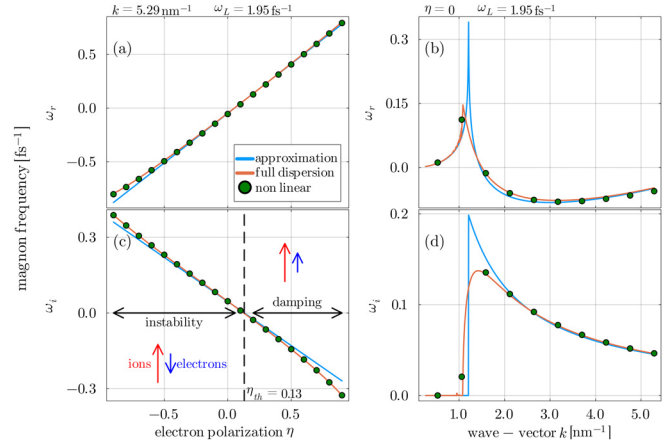 k = 5.29 nm⁻¹ ω_L = 1.95 fs⁻¹
η = 0 ω_L = 1.95 fs⁻¹
magnon frequency [fs⁻¹]
(a)
ω_r
0.5
0.0
−0.5
approximation
full dispersion
non linear
(b)
ω_r
0.3
0.15
0.0
(c)
ω_i
0.3
0.0
−0.3
instability
damping
ions
electrons
η_th = 0.13
−0.5 0.0 0.5
electron polarization η
(d)
ω_i
0.2
0.1
0.0
1.0 2.0 3.0 4.0 5.0
wave − vector k [nm⁻¹]